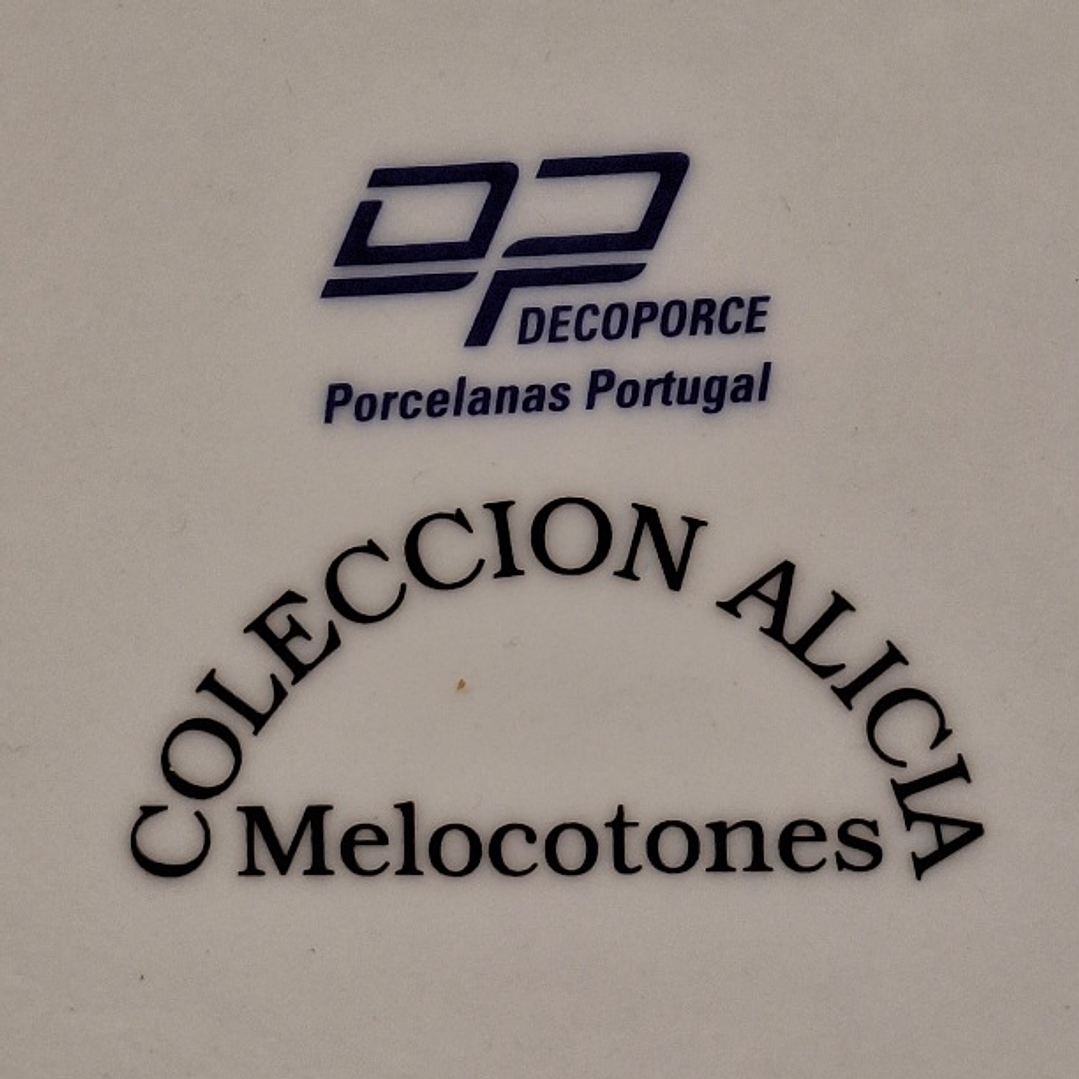 DP
DECOPORCE
Porcelanas Portugal
COLECCION ALICIA
Melocotones